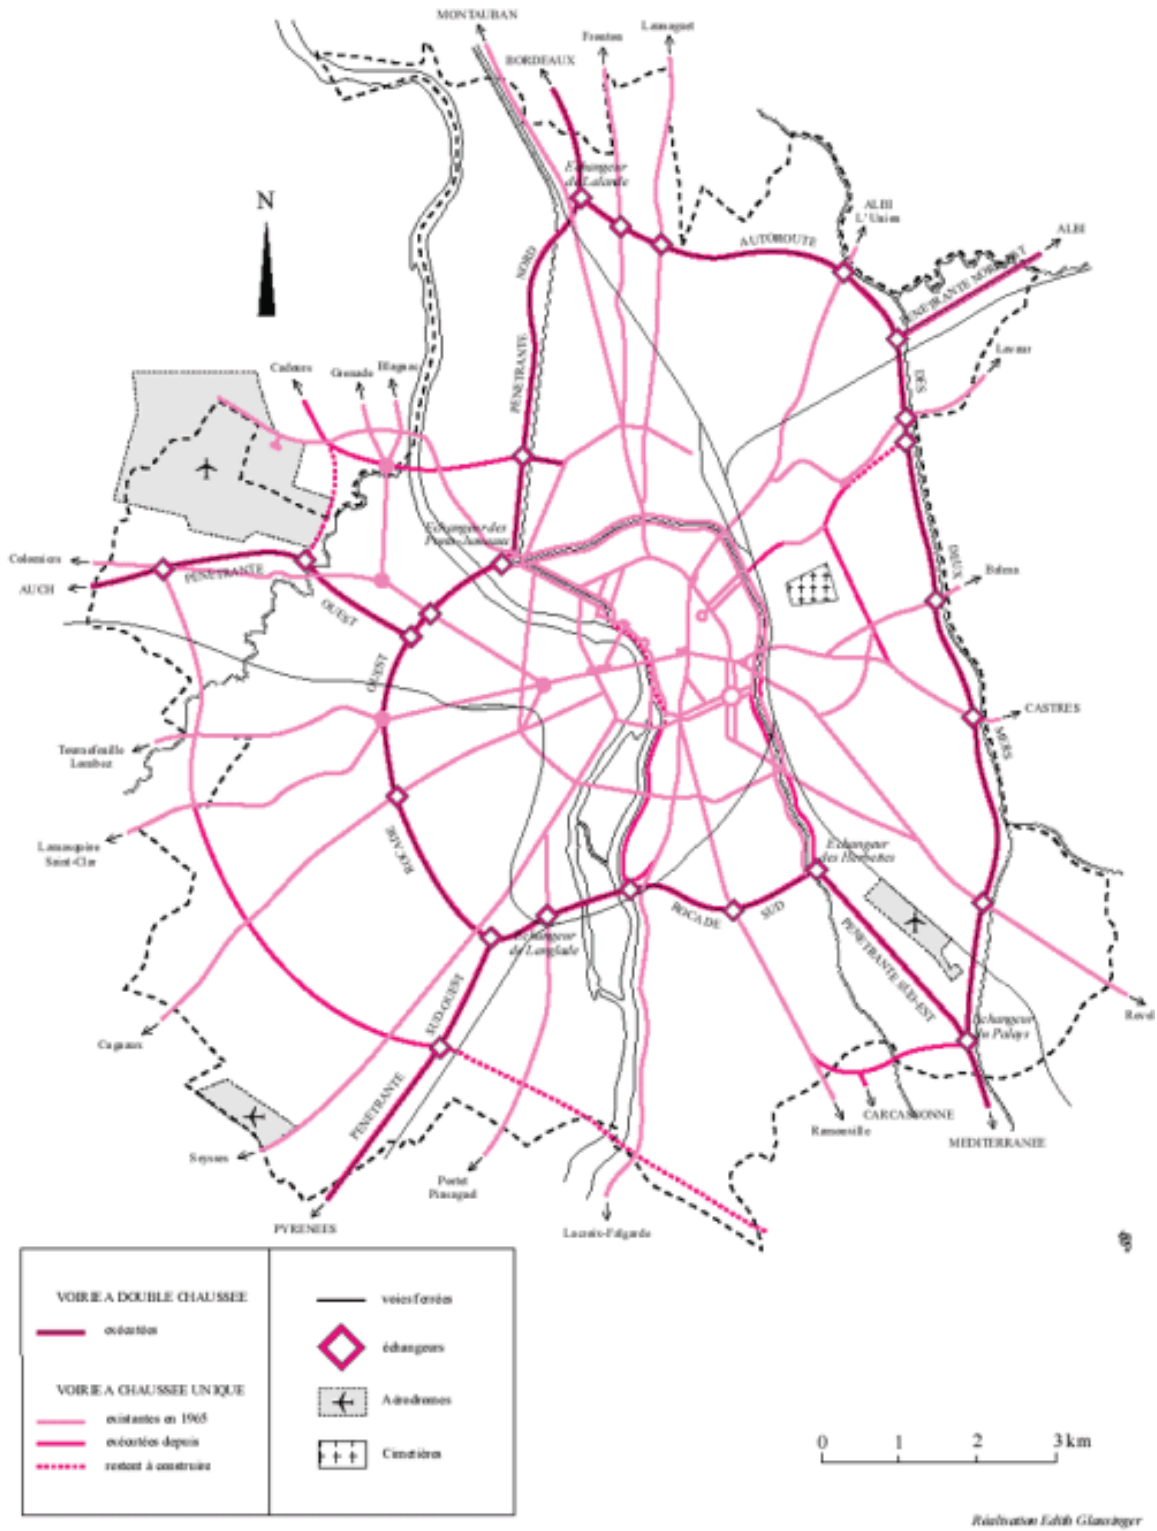 MONTAUBAN
BORDEAUX
Fronton
Launaguet
Echangeur
de Lalande
ALBI
L'Union
ALBI
AUTOROUTE
PENETRANTE NORD-EST
NORD
PENETRANTE
N
Cadours
Grenade
Blagnac
Lavaur
DES
Echangeur des
Ponts-Jumeaux
Colomiers
AUCH
PENETRANTE
OUEST
DEUX
Balma
OUEST
CASTRES
MERS
Tournefeuille
Lombez
Lamasquère
Saint-Clar
ROCADE
Echangeur
des Herbettes
ROCADE
SUD
Echangeur
de Langlade
PENETRANTE SUD-EST
SUD-OUEST
Revel
Echangeur
du Palays
Cugnaux
PENETRANTE
CARCASSONNE
Ramonville
MEDITERRANEE
Seysses
Portet
Pinsaguel
PYRENEES
Lacroix-Falgarde
VOIRIE A DOUBLE CHAUSSEE
exécutées
VOIRIE A CHAUSSEE UNIQUE
existantes en 1965
exécutées depuis
restent à construire
voies ferrées
échangeurs
Aérodromes
Cimetières
0 1 2 3 km
Réalisation Edith Glausinger